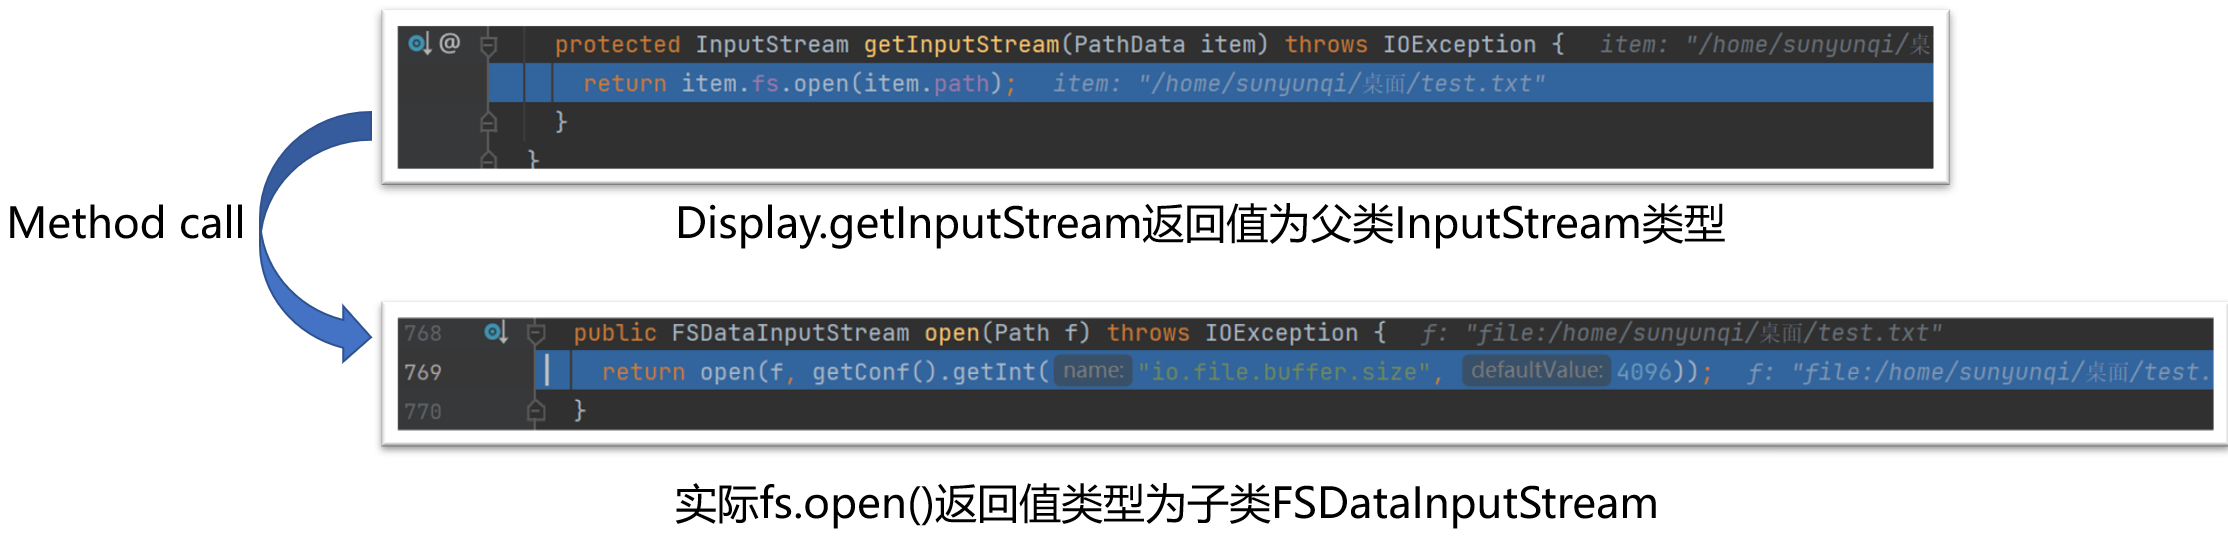 @ protected InputStream getInputStream(PathData item) throws IOException { item: "/home/sunyunqi/桌
return item.fs.open(item.path); item: "/home/sunyunqi/桌面/test.txt"
}
}
Method call
Display.getInputStream返回值为父类InputStream类型
768 public FSDataInputStream open(Path f) throws IOException { f: "file:/home/sunyunqi/桌面/test.txt"
769 return open(f, getConf().getInt( name: "io.file.buffer.size", defaultValue: 4096)); f: "file:/home/sunyunqi/桌面/test.
770 }
实际fs.open()返回值类型为子类FSDataInputStream